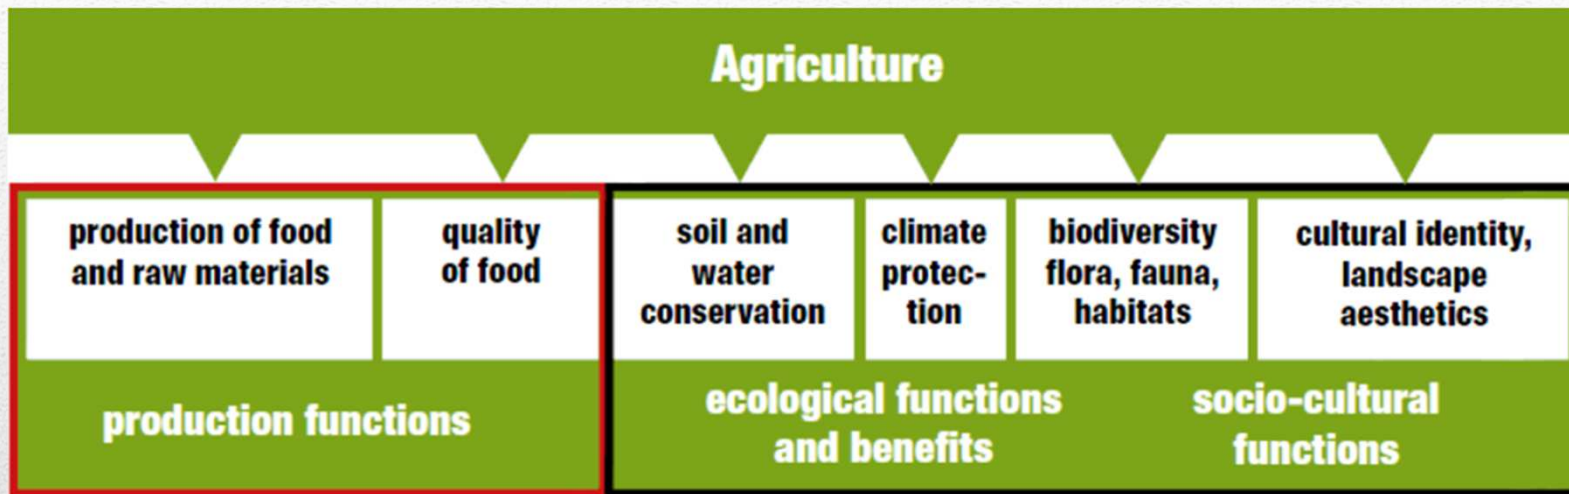 Agriculture
production of food
and raw materials
quality
of food
soil and
water
conservation
climate
protec-
tion
biodiversity
flora, fauna,
habitats
cultural identity,
landscape
aesthetics
production functions
ecological functions
and benefits
socio-cultural
functions